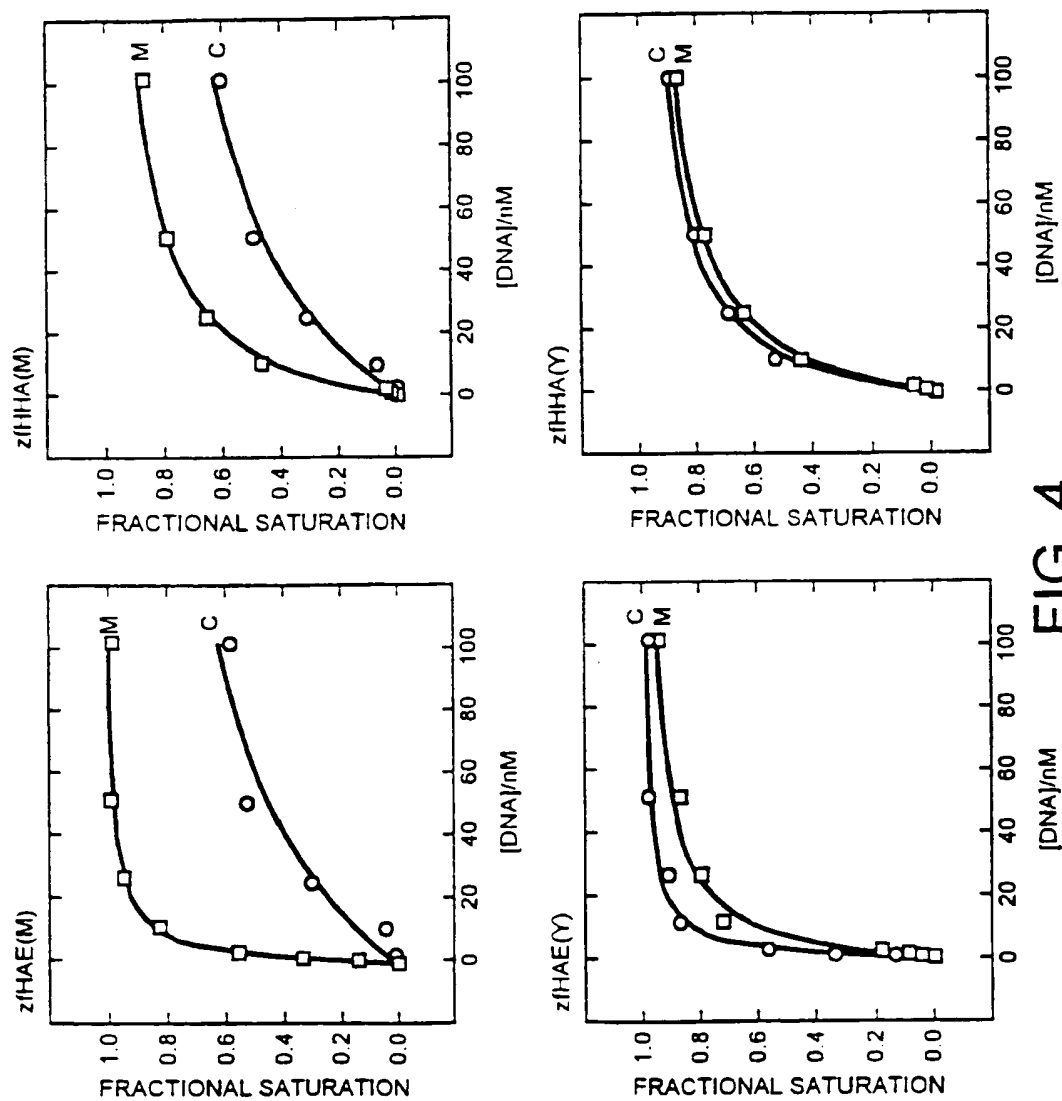 zfHAE(M)
FRACTIONAL SATURATION
1.0
0.8
0.6
0.4
0.2
0.0
M
C
0
20
40
60
80
100
[DNA]/nM
zfHHA(M)
FRACTIONAL SATURATION
1.0
0.8
0.6
0.4
0.2
0.0
M
C
0
20
40
60
80
100
[DNA]/nM
zfHAE(Y)
FRACTIONAL SATURATION
1.0
0.8
0.6
0.4
0.2
0.0
C
M
0
20
40
60
80
100
[DNA]/nM
zfHHA(Y)
FRACTIONAL SATURATION
1.0
0.8
0.6
0.4
0.2
0.0
C
M
0
20
40
60
80
100
[DNA]/nM
FIG 4